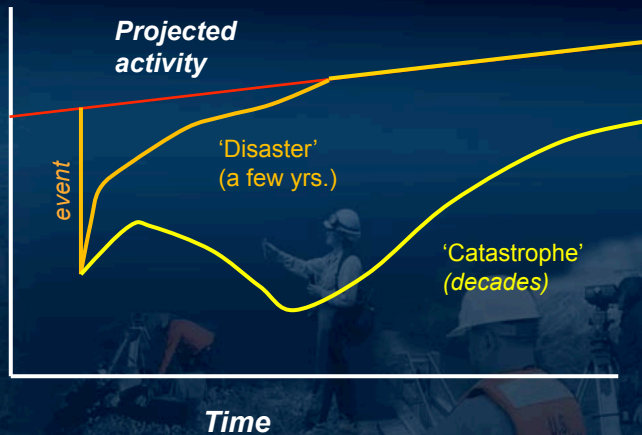 Projected
activity
event
‘Disaster’
(a few yrs.)
‘Catastrophe’
(decades)
Time